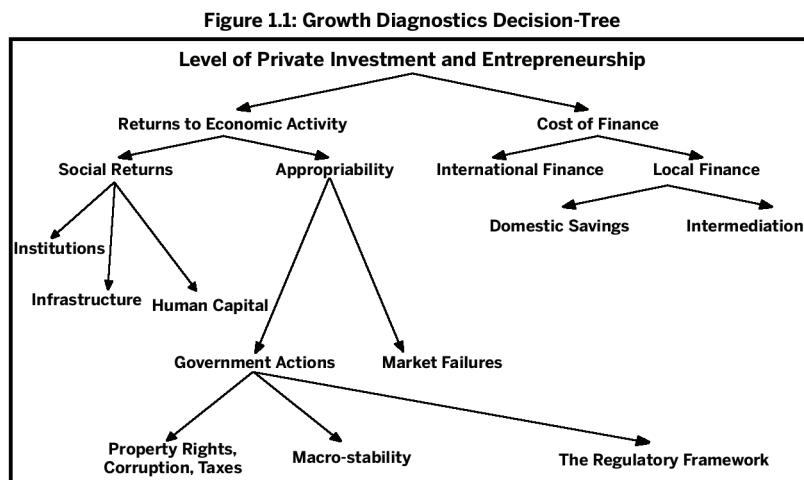 Figure 1.1: Growth Diagnostics Decision-Tree
Level of Private Investment and Entrepreneurship
Returns to Economic Activity
Cost of Finance
Social Returns
Appropriability
International Finance
Local Finance
Domestic Savings
Intermediation
Institutions
Infrastructure
Human Capital
Government Actions
Market Failures
Property Rights,
Corruption, Taxes
Macro-stability
The Regulatory Framework